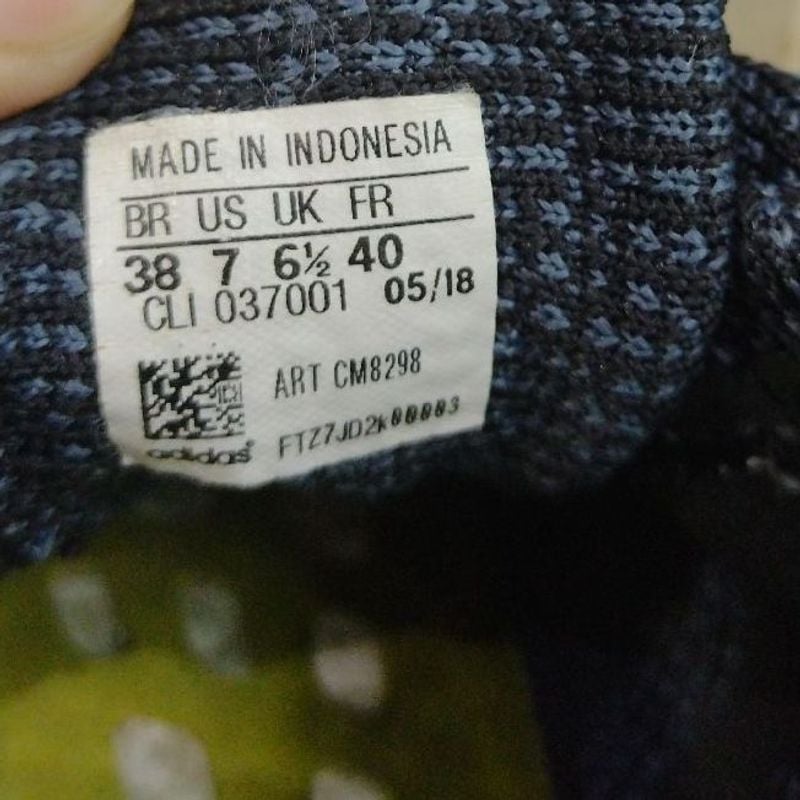 MADE IN INDONESIA
BR US UK FR
38 7 6½ 40
CLI 037001 05/18
ART CM8298
adidas FTZ7JD2K00003